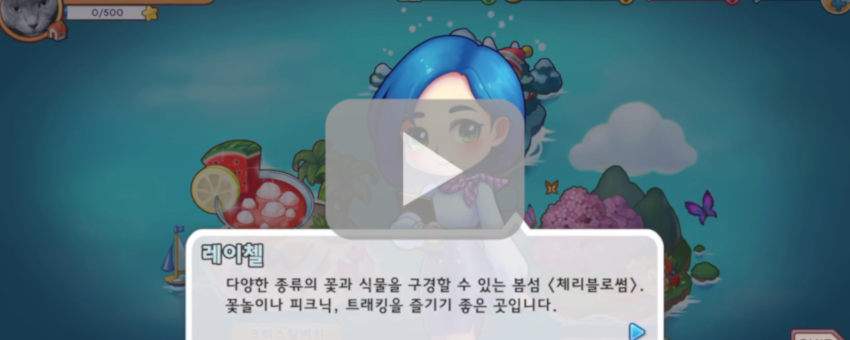 0/500
레이첼
다양한 종류의 꽃과 식물을 구경할 수 있는 봄섬 <체리블로썸>.
꽃놀이나 피크닉, 트래킹을 즐기기 좋은 곳입니다.